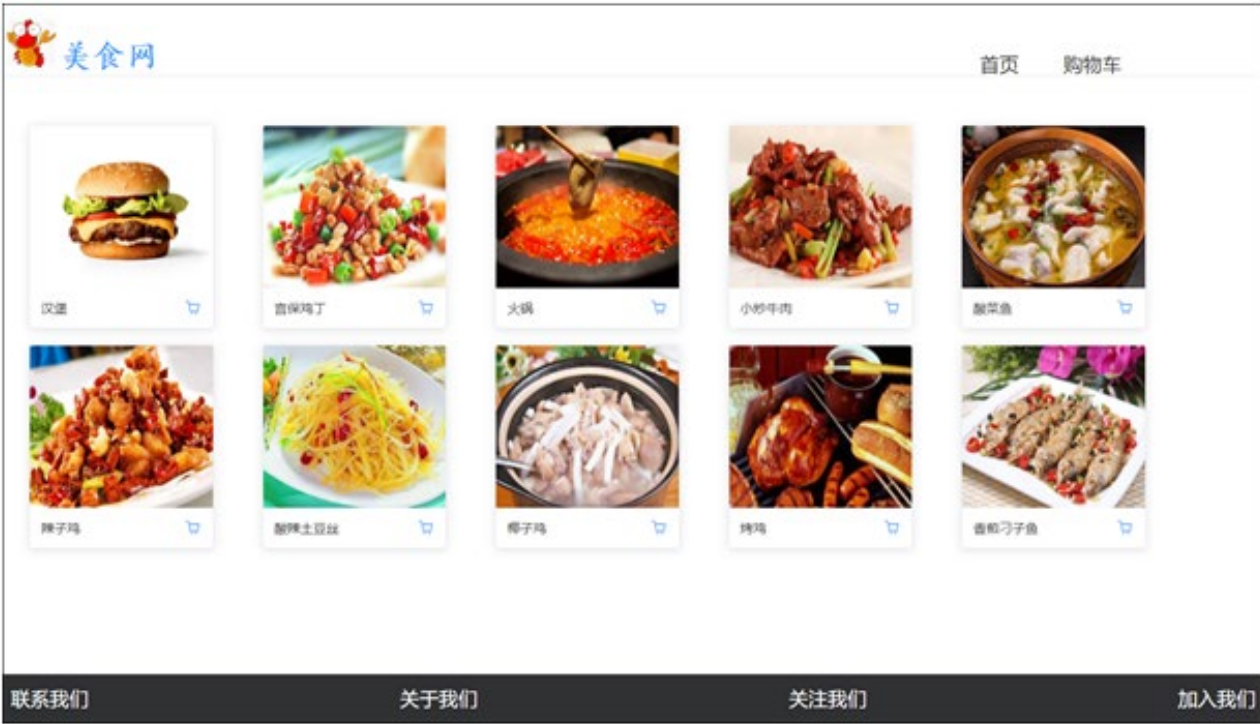 美食网
首页 购物车
汉堡
宫保鸡丁
火锅
小炒牛肉
酸菜鱼
辣子鸡
酸辣土豆丝
椰子鸡
烤鸡
香煎刁子鱼
联系我们 关于我们 关注我们 加入我们